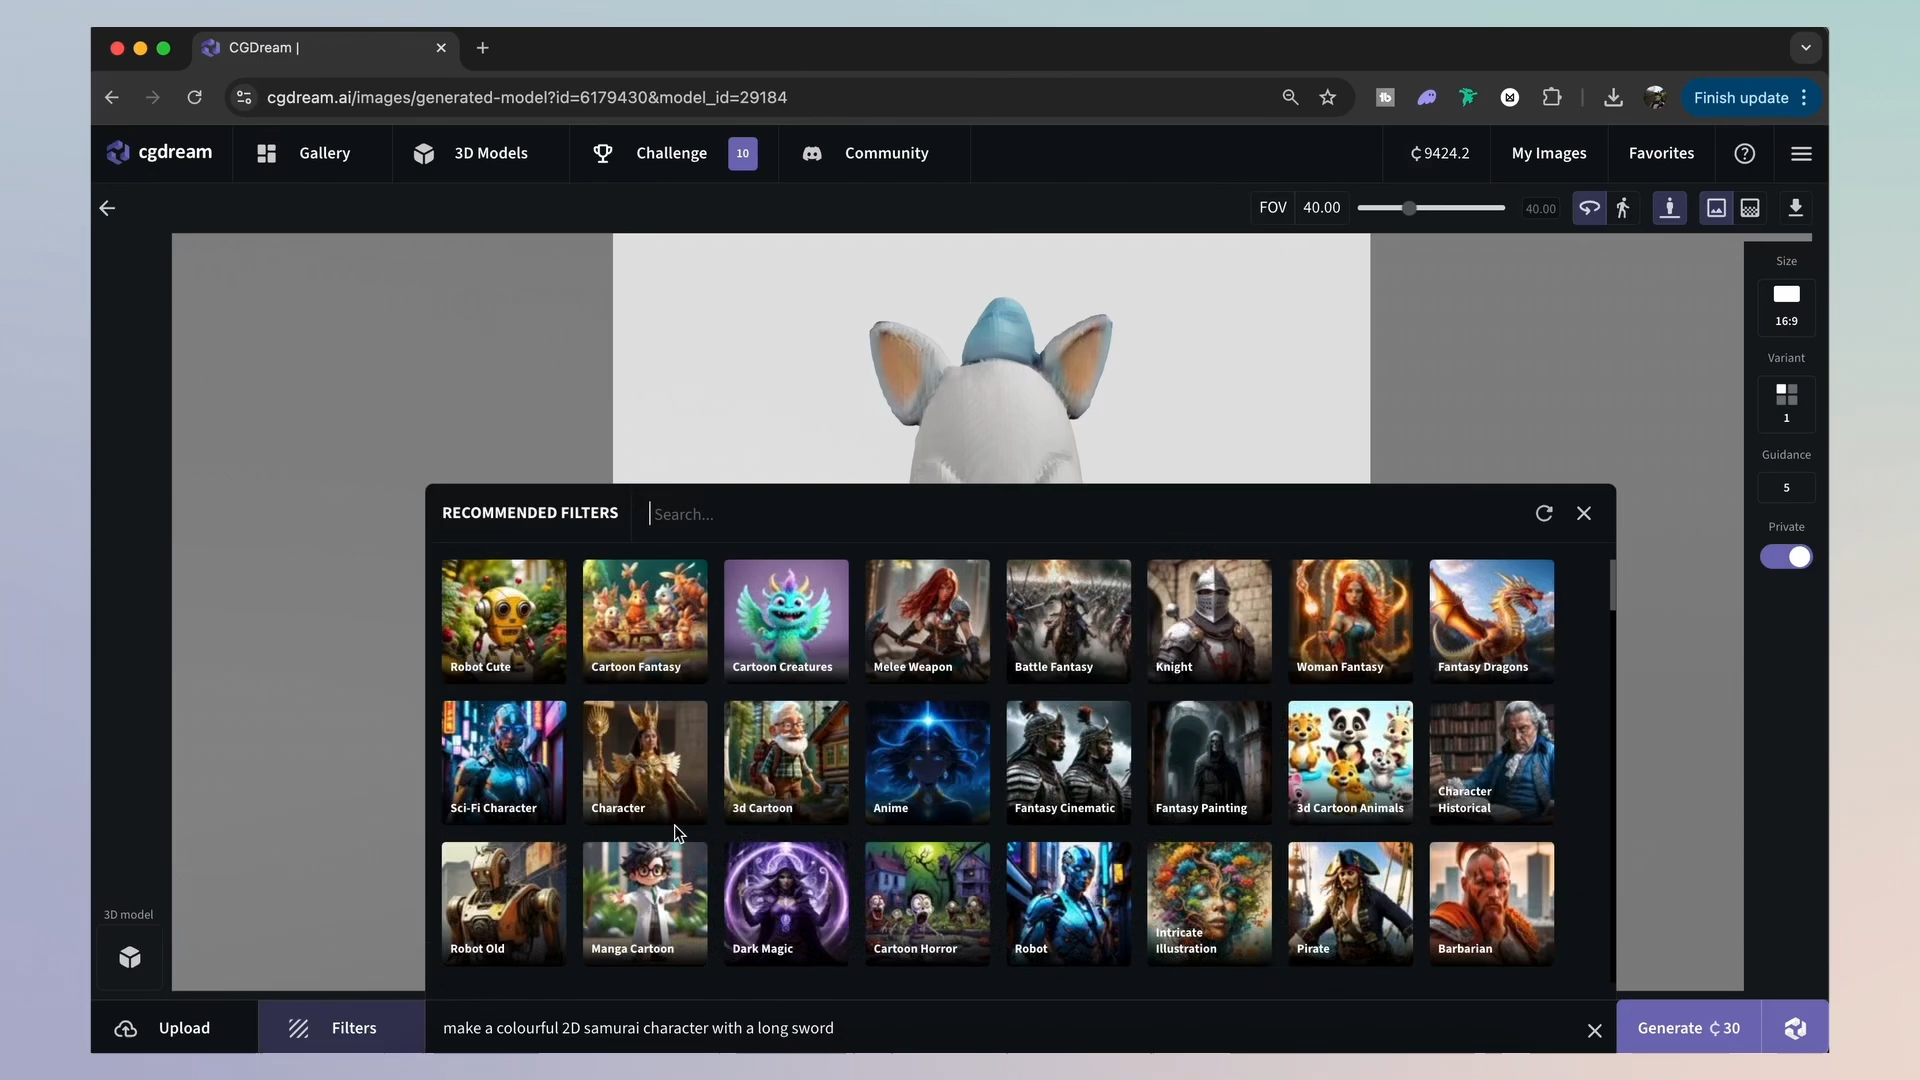 CGDream |
cgdream.ai/images/generated-model?id=6179430&model_id=29184
Finish update
cgdream
Gallery
3D Models
Challenge
10
Community
₵ 9424.2
My Images
Favorites
FOV
40.00
40.00
Size
16:9
Variant
1
Guidance
5
Private
RECOMMENDED FILTERS
Search...
Robot Cute
Cartoon Fantasy
Cartoon Creatures
Melee Weapon
Battle Fantasy
Knight
Woman Fantasy
Fantasy Dragons
Sci-Fi Character
Character
3d Cartoon
Anime
Fantasy Cinematic
Fantasy Painting
3d Cartoon Animals
Character
Historical
Robot Old
Manga Cartoon
Dark Magic
Cartoon Horror
Robot
Intricate
Illustration
Pirate
Barbarian
3D model
Upload
Filters
make a colourful 2D samurai character with a long sword
Generate ₵ 30